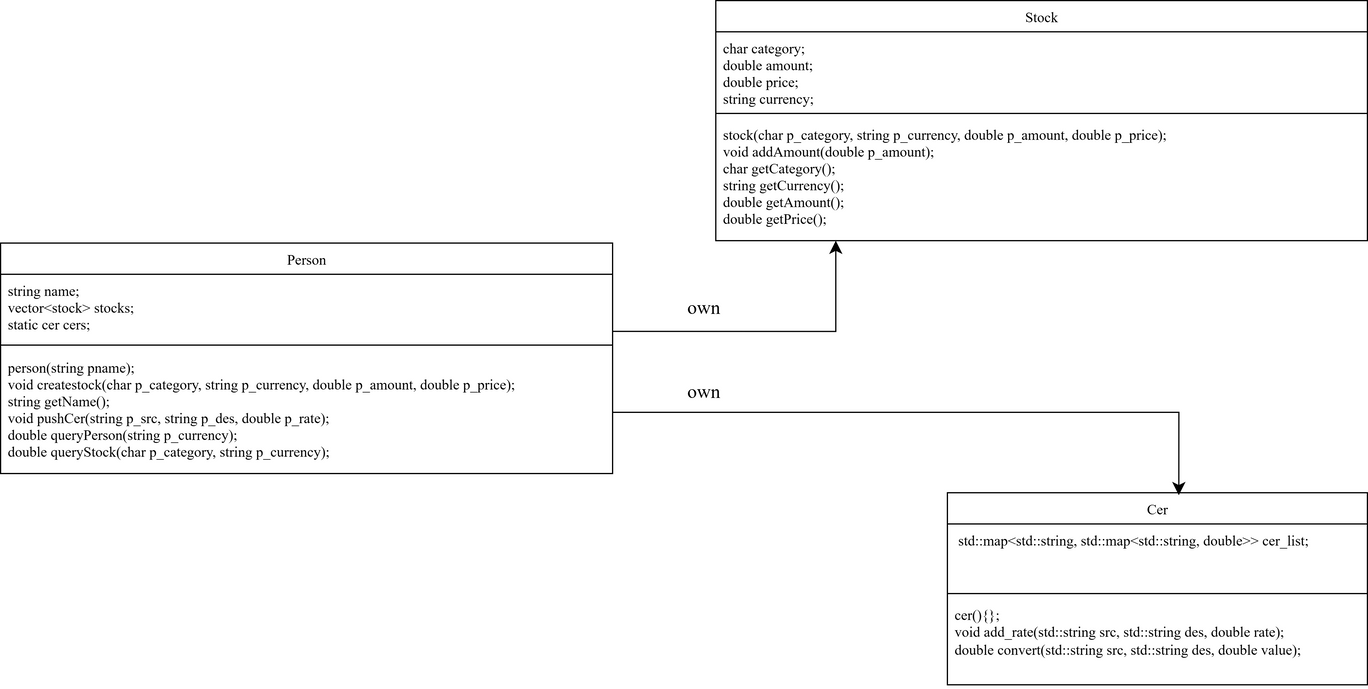 Stock
char category;
double amount;
double price;
string currency;
stock(char p_category, string p_currency, double p_amount, double p_price);
void addAmount(double p_amount);
char getCategory();
string getCurrency();
double getAmount();
double getPrice();
Person
string name;
vector<stock> stocks;
static cer cers;
person(string pname);
void createstock(char p_category, string p_currency, double p_amount, double p_price);
string getName();
void pushCer(string p_src, string p_des, double p_rate);
double queryPerson(string p_currency);
double queryStock(char p_category, string p_currency);
own
own
Cer
std::map<std::string, std::map<std::string, double>> cer_list;
cer(){};
void add_rate(std::string src, std::string des, double rate);
double convert(std::string src, std::string des, double value);